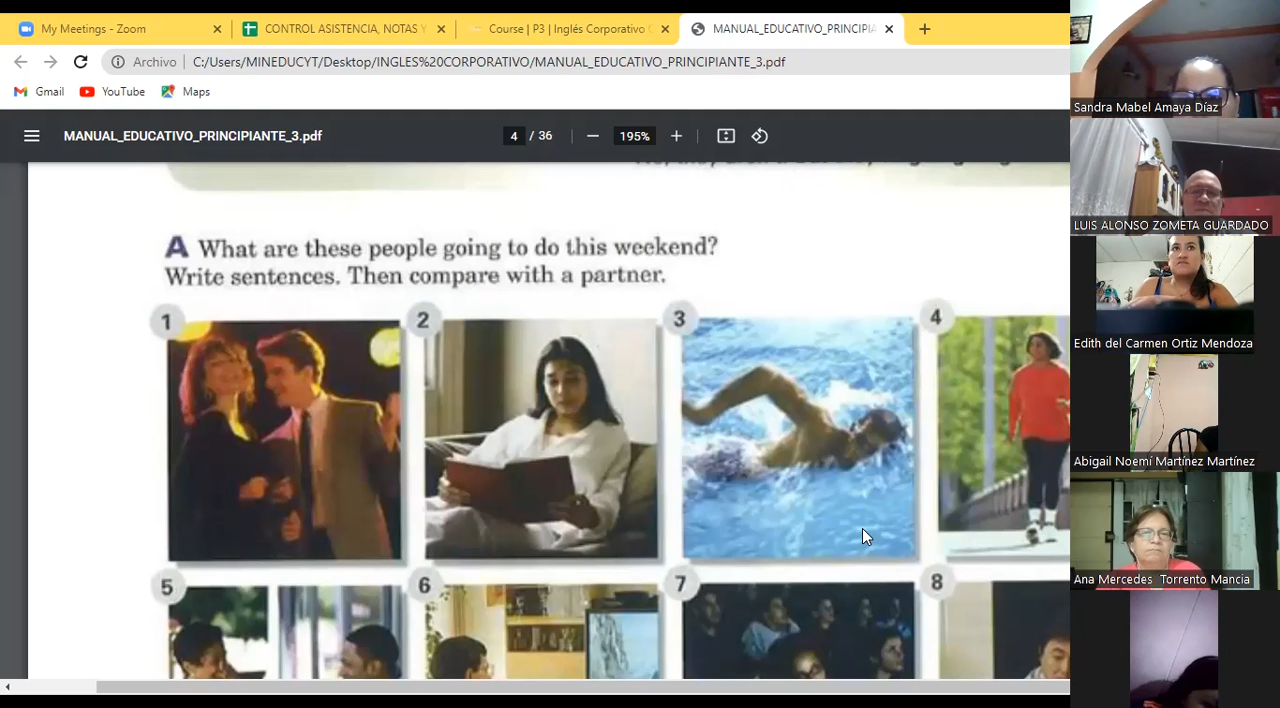 My Meetings - Zoom
CONTROL ASISTENCIA, NOTAS Y
Course | P3 | Inglés Corporativo
MANUAL_EDUCATIVO_PRINCIPIA
Archivo
C:/Users/MINEDUCYT/Desktop/INGLES%20CORPORATIVO/MANUAL_EDUCATIVO_PRINCIPIANTE_3.pdf
Gmail
YouTube
Maps
MANUAL_EDUCATIVO_PRINCIPIANTE_3.pdf
4 / 36
195%
A What are these people going to do this weekend?
Write sentences. Then compare with a partner.
1
2
3
4
5
6
7
8
Sandra Mabel Amaya Díaz
LUIS ALONSO ZOMETA GUARDADO
Edith del Carmen Ortiz Mendoza
Abigail Noemí Martínez Martínez
Ana Mercedes Torrento Mancia